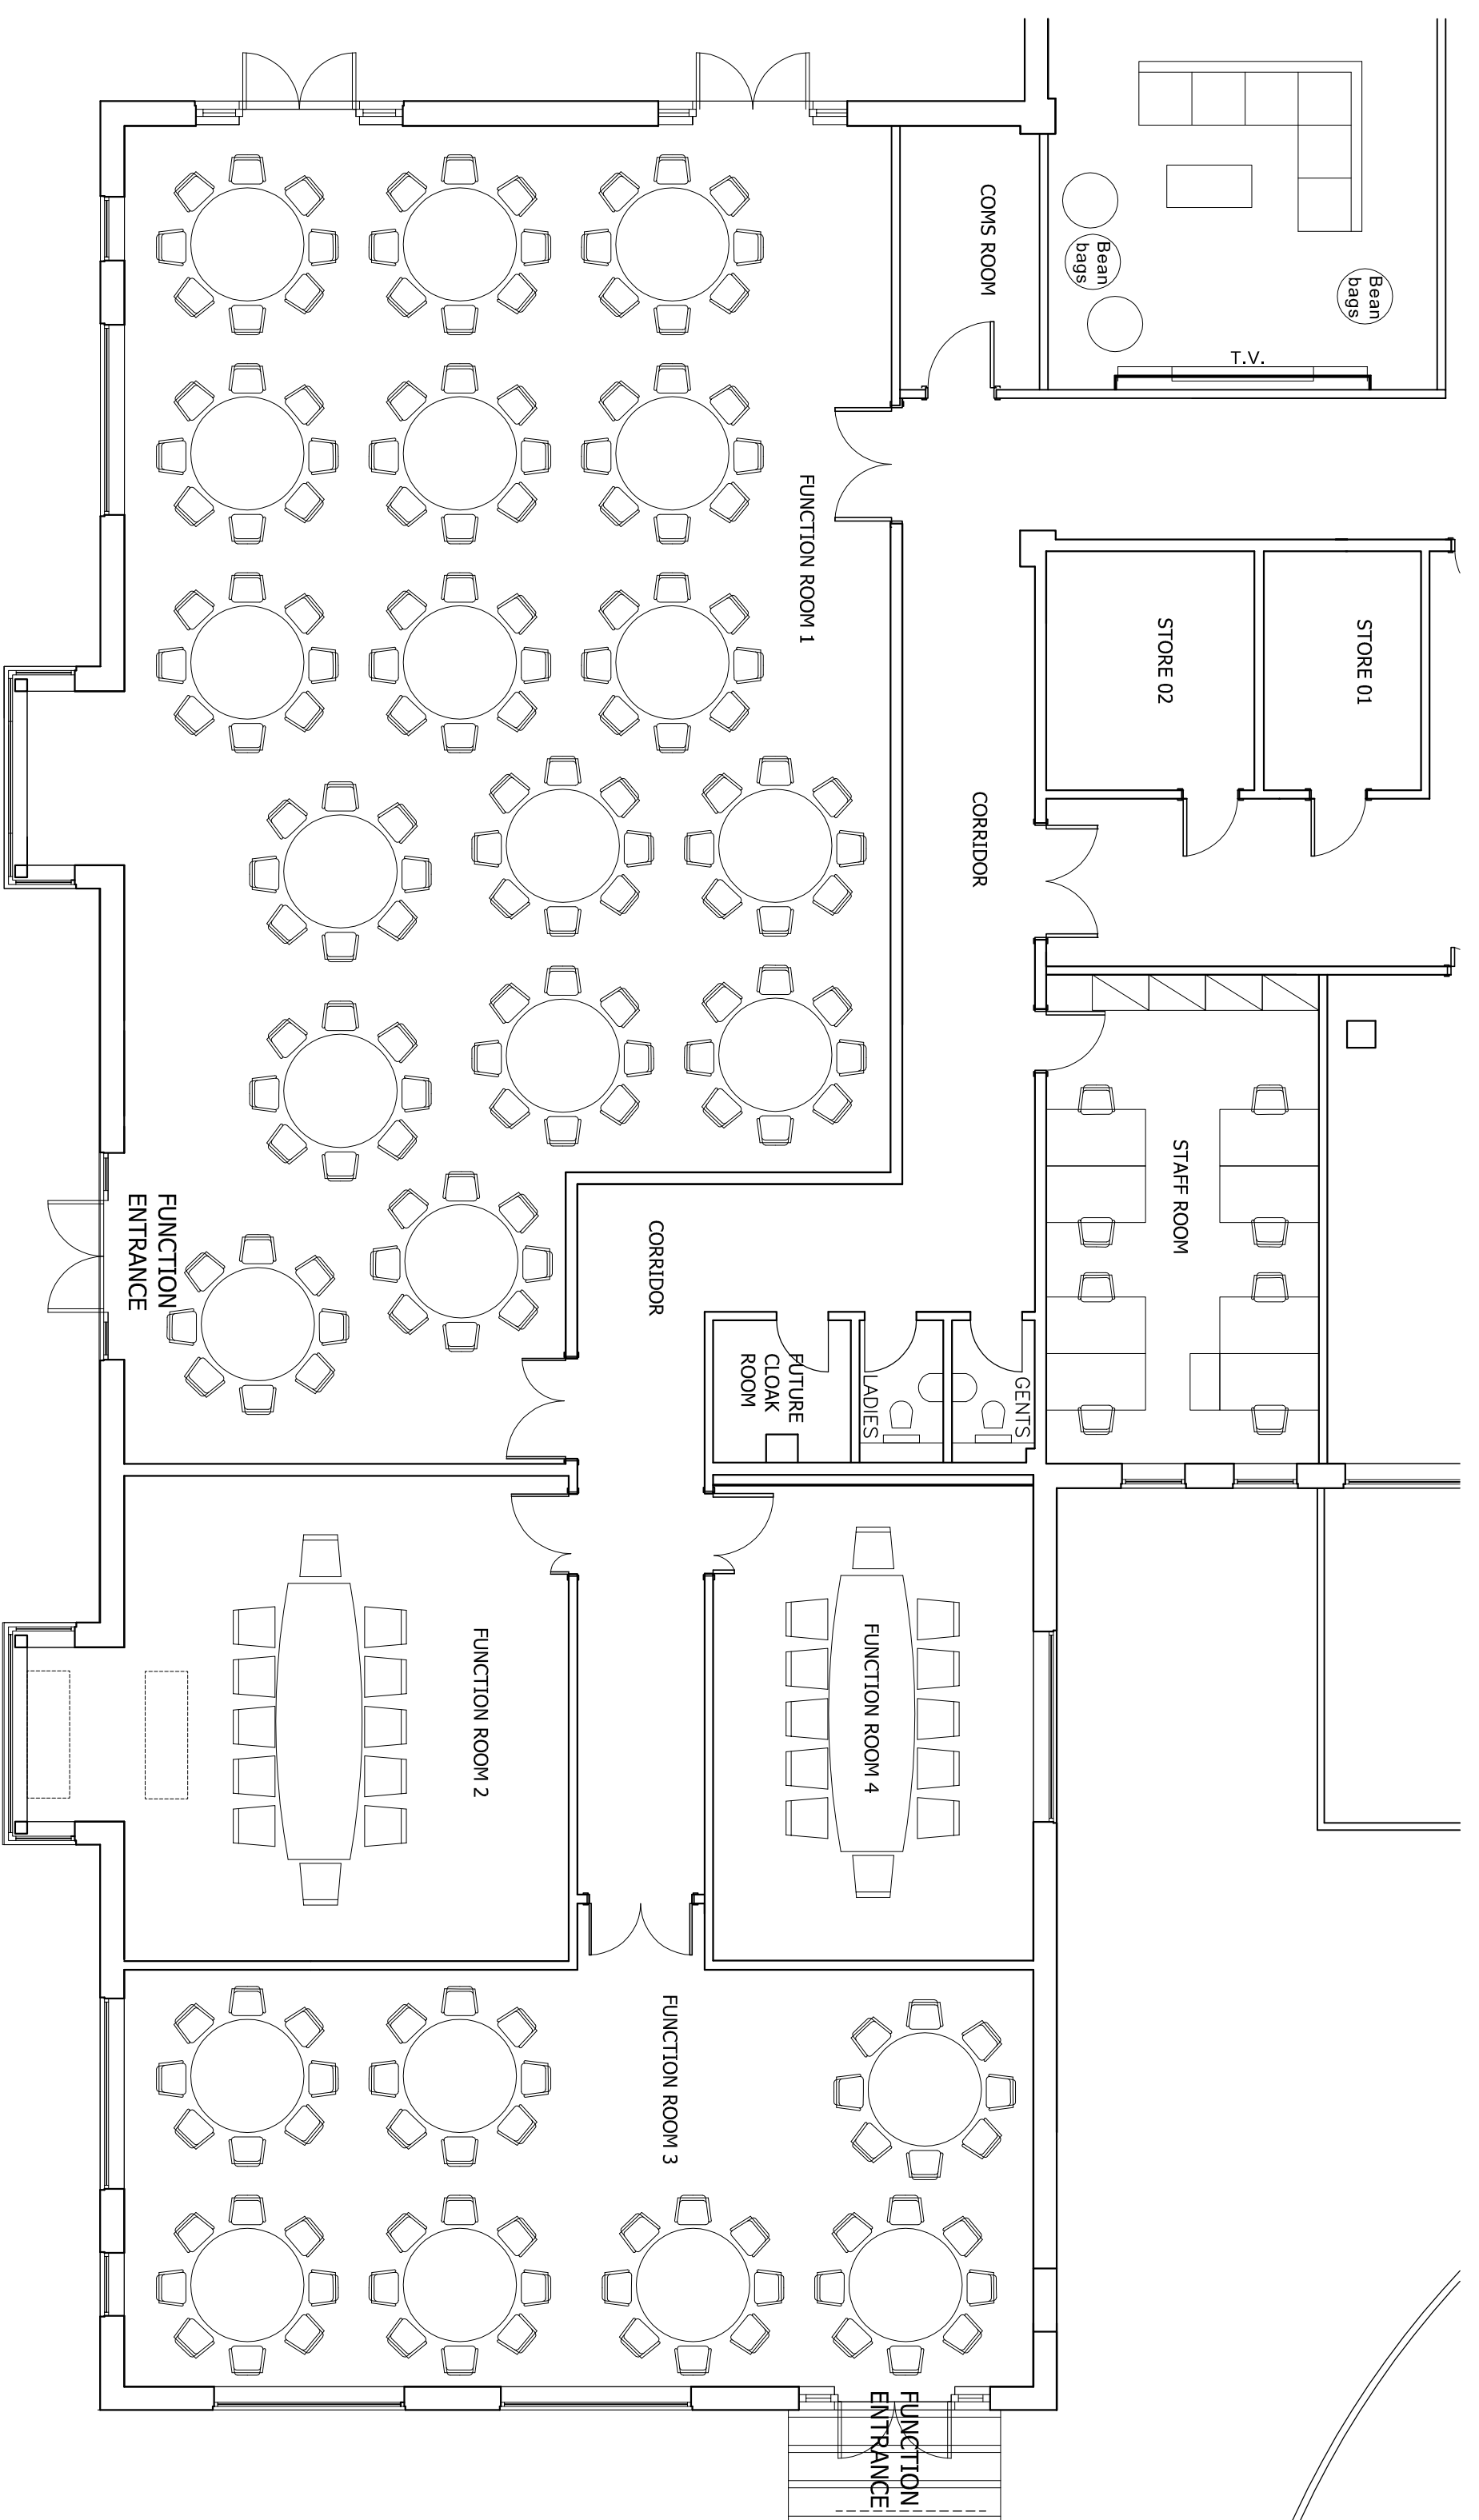 Bean
bags
Bean
bags
T.V.
COMS ROOM
FUNCTION ROOM 1
STORE 01
STORE 02
CORRIDOR
STAFF ROOM
FUNCTION
ENTRANCE
CORRIDOR
FUTURE
CLOAK
ROOM
LADIES
GENTS
FUNCTION ROOM 2
FUNCTION ROOM 4
FUNCTION ROOM 3
FUNCTION
ENTRANCE